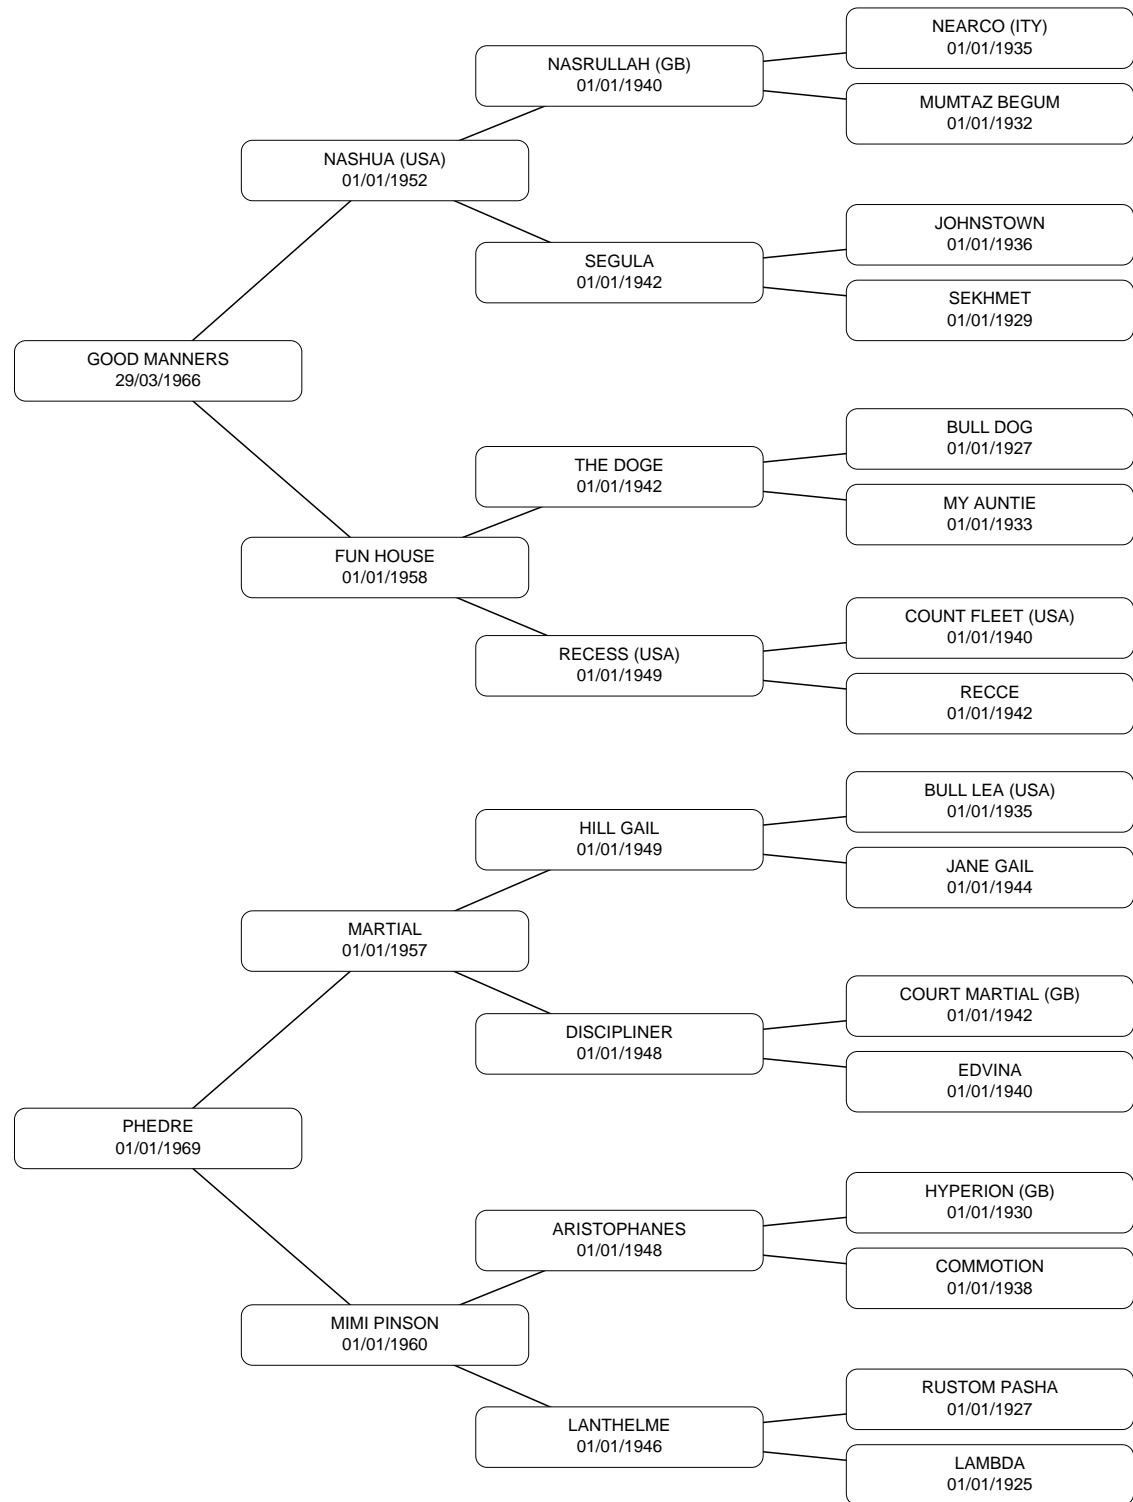 NEARCO (ITY)
01/01/1935
NASRULLAH (GB)
01/01/1940
MUMTAZ BEGUM
01/01/1932
NASHUA (USA)
01/01/1952
JOHNSTOWN
01/01/1936
SEGULA
01/01/1942
SEKHMET
01/01/1929
GOOD MANNERS
29/03/1966
BULL DOG
01/01/1927
THE DOGE
01/01/1942
MY AUNTIE
01/01/1933
FUN HOUSE
01/01/1958
COUNT FLEET (USA)
01/01/1940
RECESS (USA)
01/01/1949
RECCE
01/01/1942
BULL LEA (USA)
01/01/1935
HILL GAIL
01/01/1949
JANE GAIL
01/01/1944
MARTIAL
01/01/1957
COURT MARTIAL (GB)
01/01/1942
DISCIPLINER
01/01/1948
EDVINA
01/01/1940
PHEDRE
01/01/1969
HYPERION (GB)
01/01/1930
ARISTOPHANES
01/01/1948
COMMOTION
01/01/1938
MIMI PINSON
01/01/1960
RUSTOM PASHA
01/01/1927
LANTHELME
01/01/1946
LAMBDA
01/01/1925